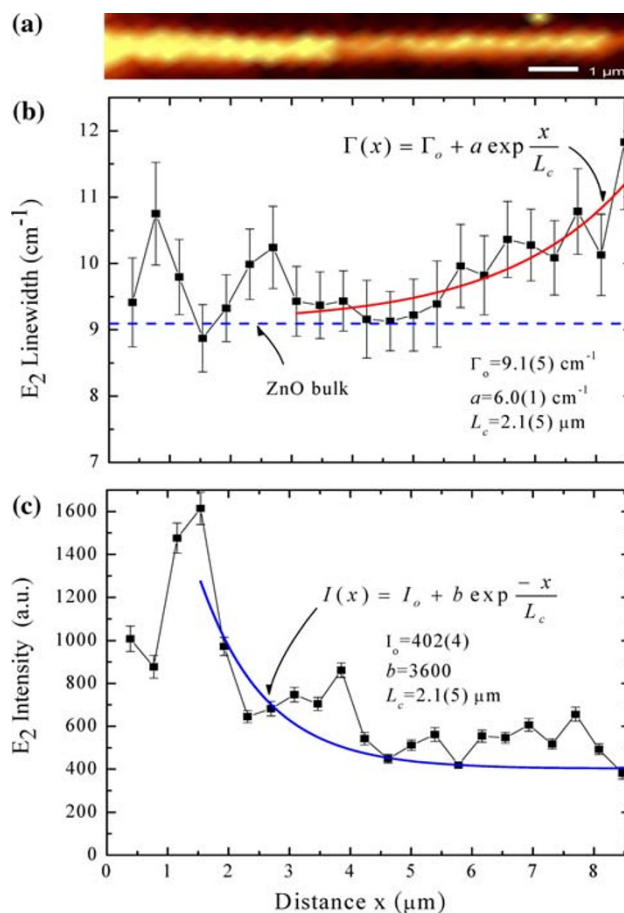 (a)
1 μm
(b)
12
11
10
9
8
7
E2 Linewidth (cm-1)
Γ(x) = Γo + a exp x/Lc
ZnO bulk
Γo=9.1(5) cm-1
a=6.0(1) cm-1
Lc=2.1(5) μm
(c)
1600
1400
1200
1000
800
600
400
200
0
E2 Intensity (a.u.)
I(x) = Io + b exp −x/Lc
Io=402(4)
b=3600
Lc=2.1(5) μm
0 1 2 3 4 5 6 7 8
Distance x (μm)